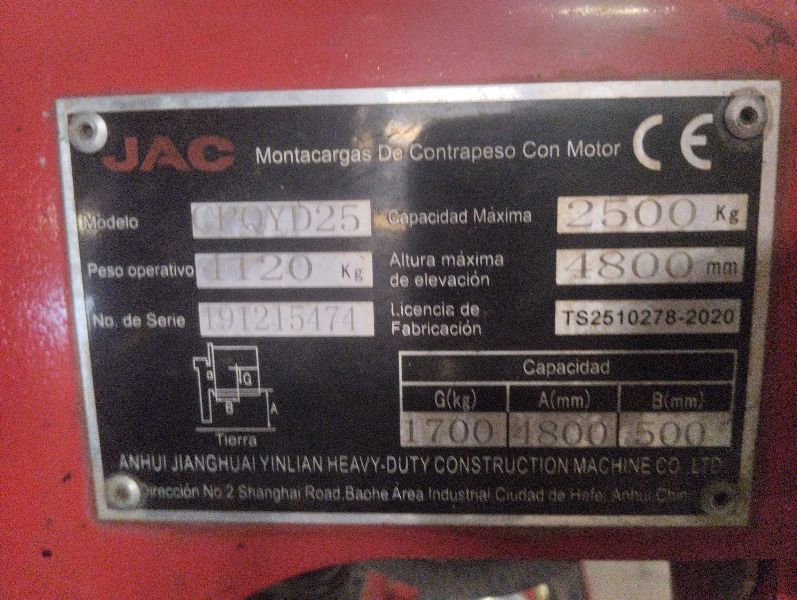 JAC Montacargas De Contrapeso Con Motor CE
Modelo CPQYD25 Capacidad Máxima 2500 Kg
Peso operativo 4120 Kg Altura máxima de elevación 4800 mm
No. de Serie 191215474 Licencia de Fabricación TS2510278-2020
G
B
A
Tierra
Capacidad
G(kg) A(mm) B(mm)
1700 4800 500
ANHUI JIANGHUAI YINLIAN HEAVY-DUTY CONSTRUCTION MACHINE CO. LTD
Dirección No 2 Shanghai Road,Baohe Area Industrial,Ciudad de Hefei,Anhui,